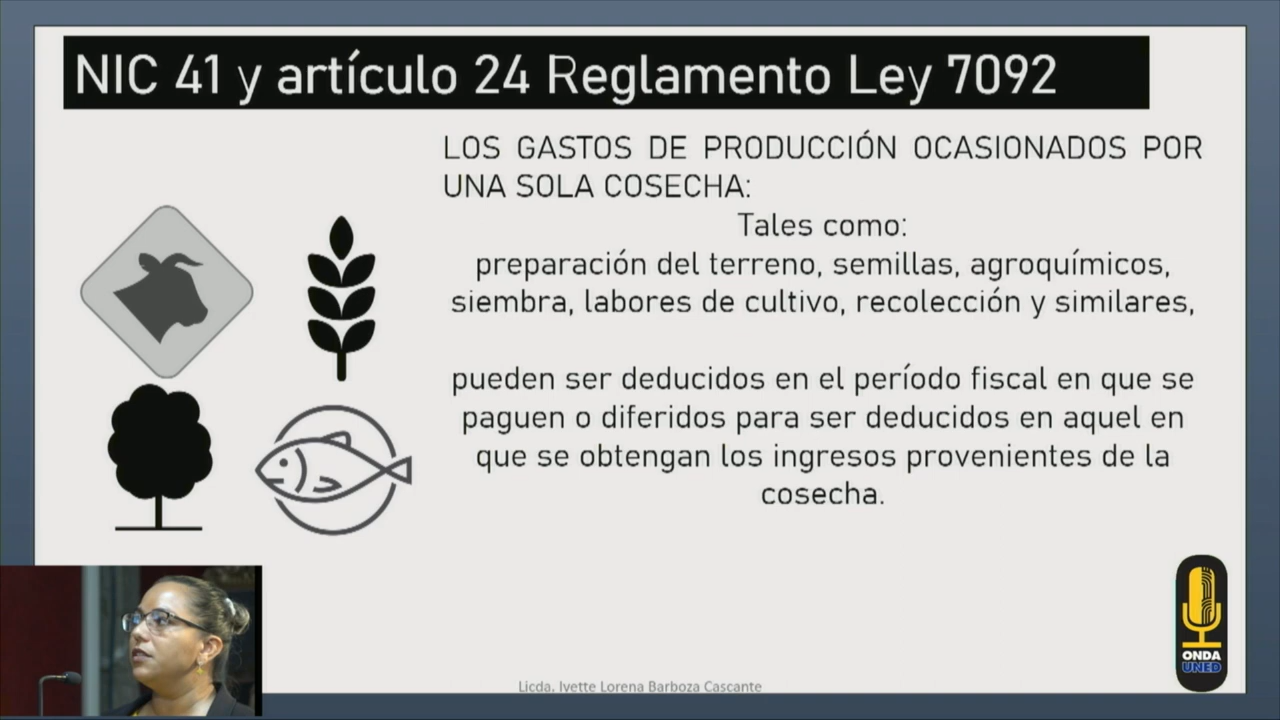 NIC 41 y artículo 24 Reglamento Ley 7092
LOS GASTOS DE PRODUCCIÓN OCASIONADOS POR
UNA SOLA COSECHA:
Tales como:
preparación del terreno, semillas, agroquímicos,
siembra, labores de cultivo, recolección y similares,
pueden ser deducidos en el período fiscal en que se
paguen o diferidos para ser deducidos en aquel en
que se obtengan los ingresos provenientes de la
cosecha.
ONDA
UNED
Licda. Ivette Lorena Barboza Cascante